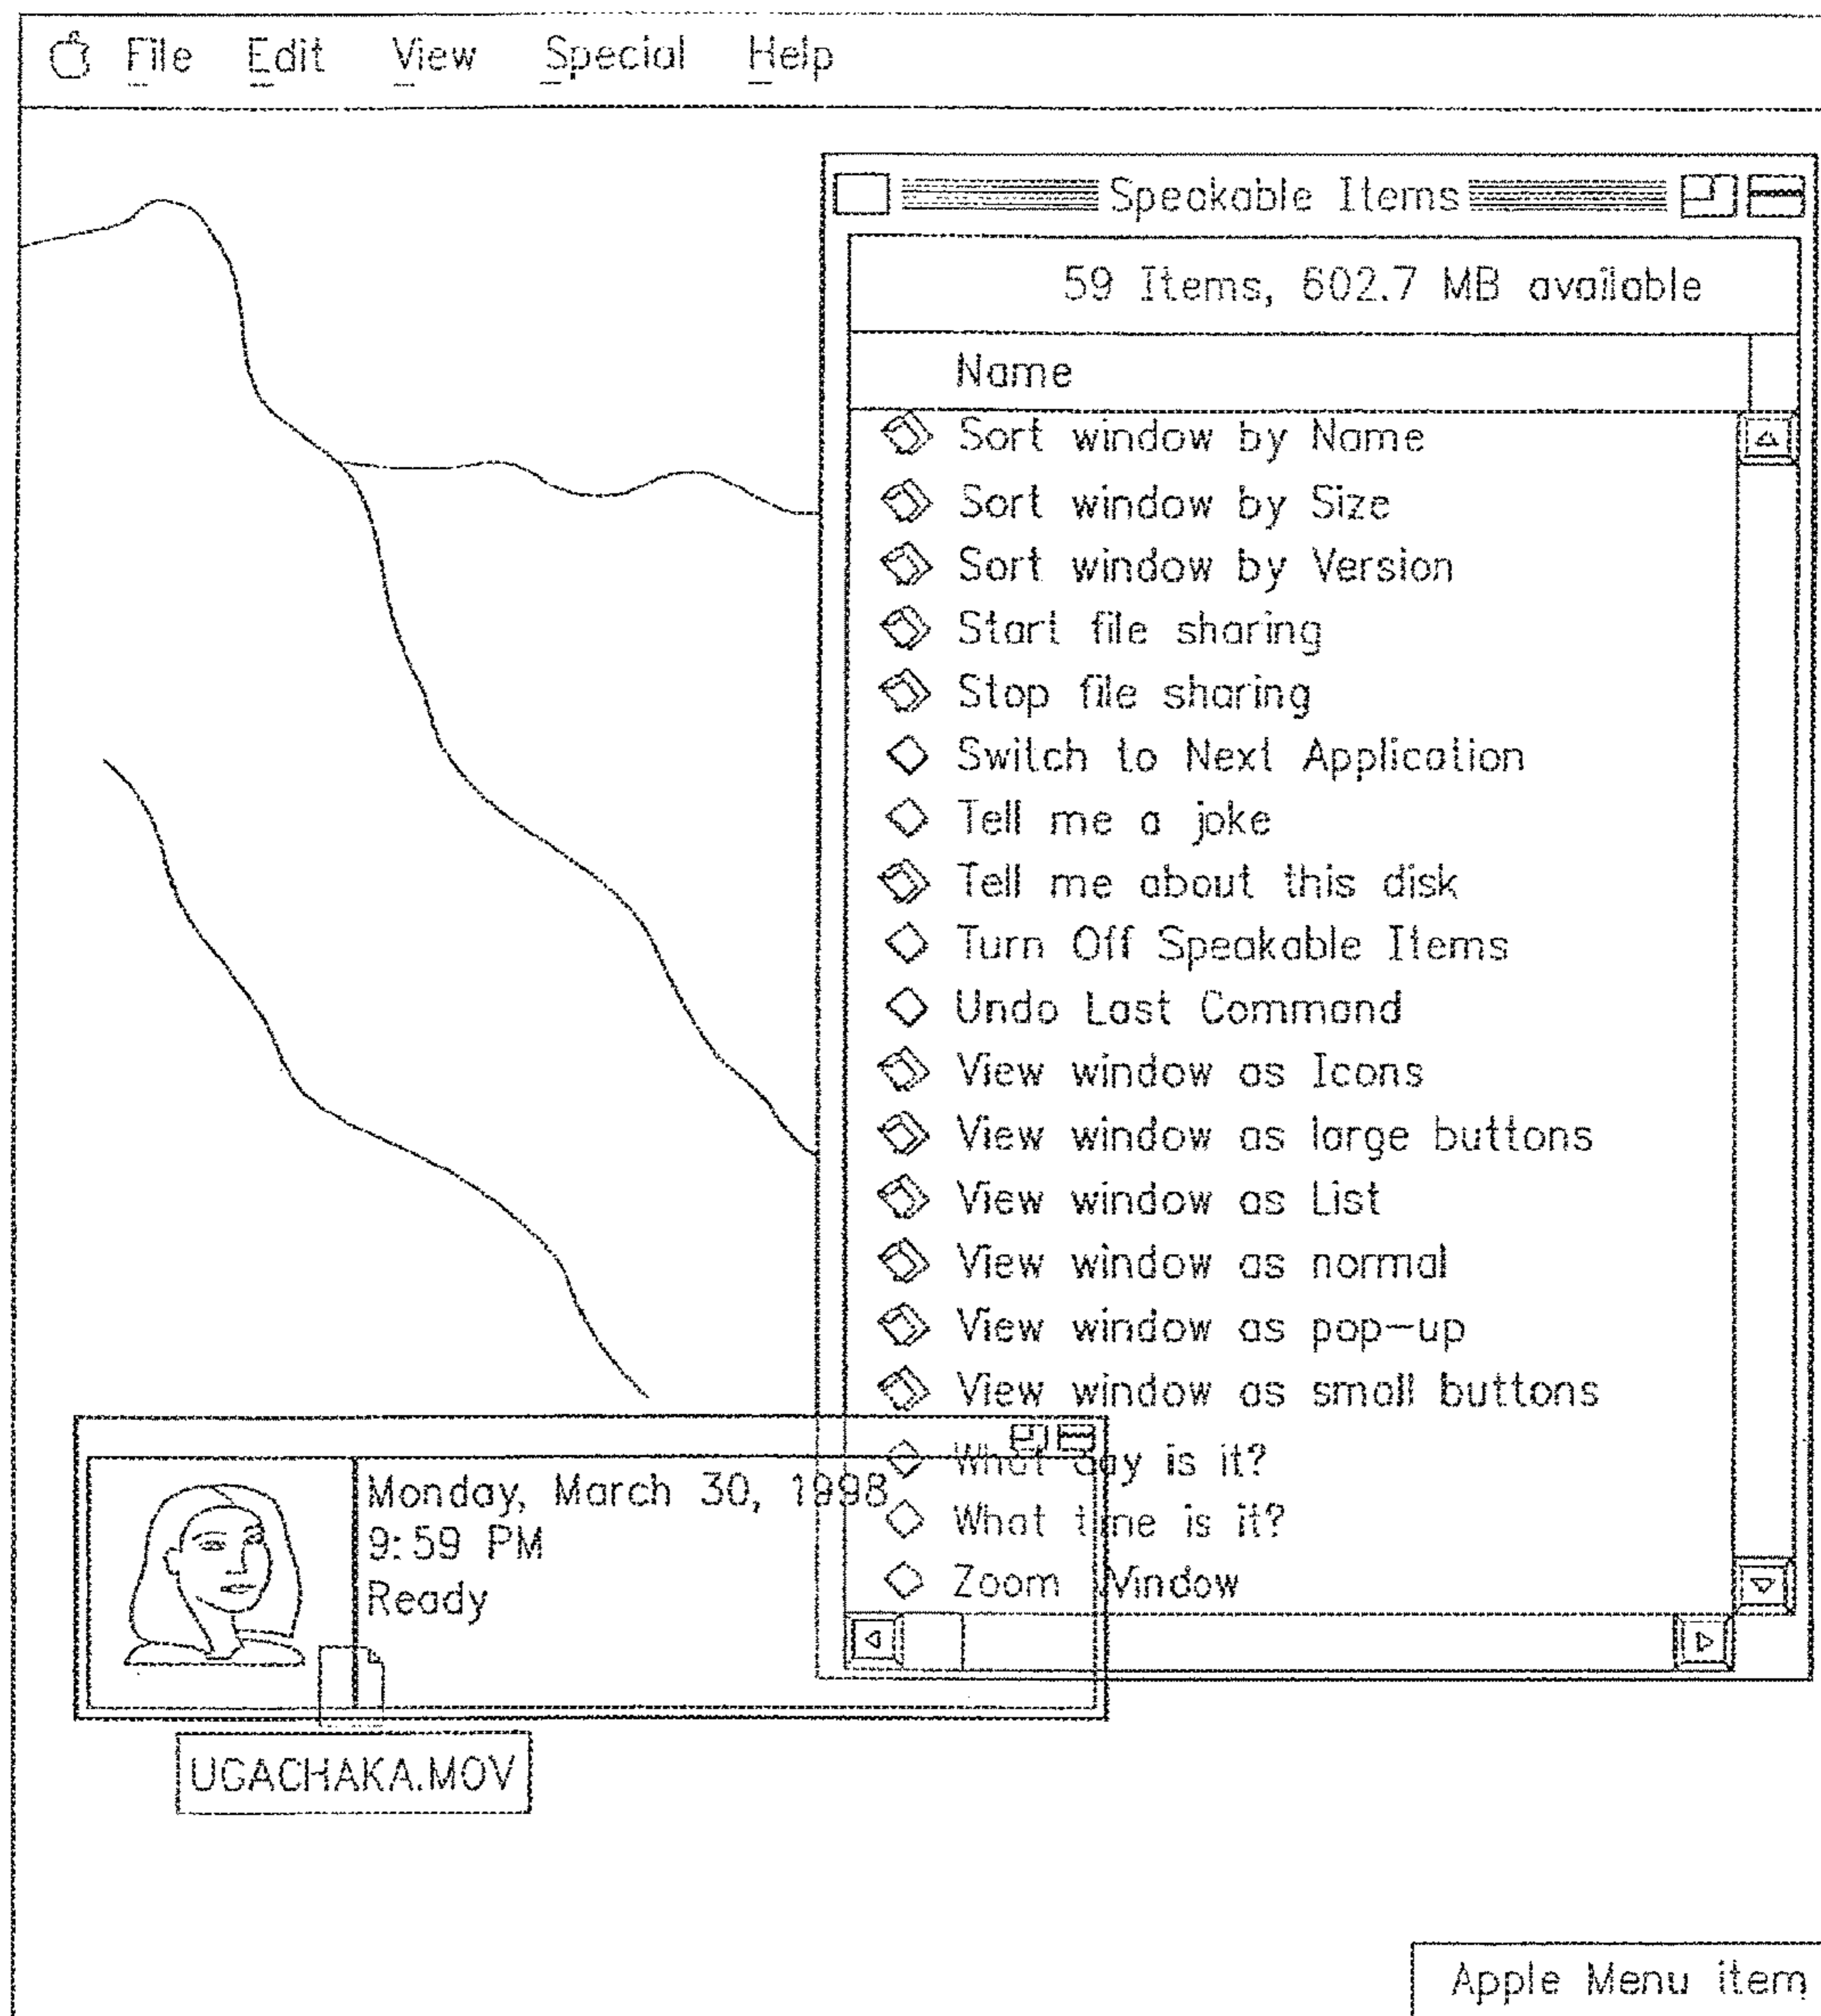 File Edit View Special Help
Speakable Items
59 Items, 602.7 MB available
Name
Sort window by Name
Sort window by Size
Sort window by Version
Start file sharing
Stop file sharing
Switch to Next Application
Tell me a joke
Tell me about this disk
Turn Off Speakable Items
Undo Last Command
View window as Icons
View window as large buttons
View window as List
View window as normal
View window as pop-up
View window as small buttons
What day is it?
What time is it?
Zoom Window
Monday, March 30, 1998
9:59 PM
Ready
UGACHAKA.MOV
Apple Menu item